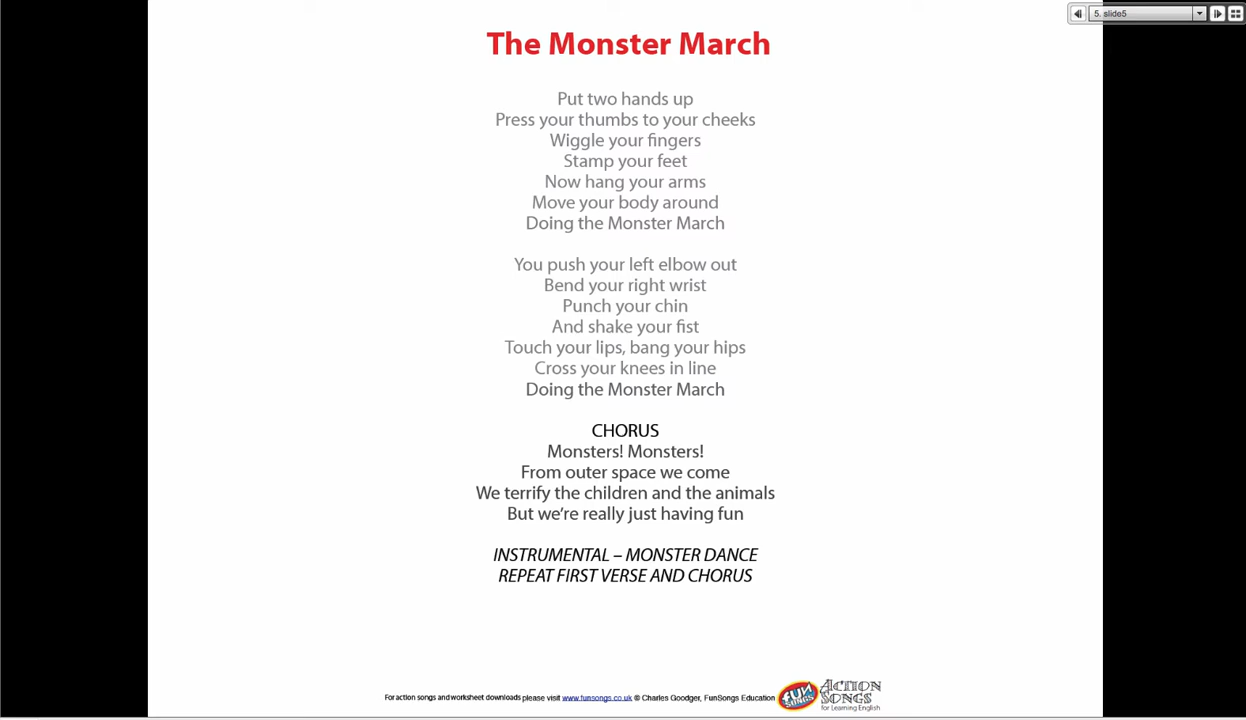 5. slide5
The Monster March
Put two hands up
Press your thumbs to your cheeks
Wiggle your fingers
Stamp your feet
Now hang your arms
Move your body around
Doing the Monster March
You push your left elbow out
Bend your right wrist
Punch your chin
And shake your fist
Touch your lips, bang your hips
Cross your knees in line
Doing the Monster March
CHORUS
Monsters! Monsters!
From outer space we come
We terrify the children and the animals
But we’re really just having fun
INSTRUMENTAL – MONSTER DANCE
REPEAT FIRST VERSE AND CHORUS
For action songs and worksheet downloads please visit www.funsongs.co.uk © Charles Goodger, FunSongs Education
FUN SONGS
ACTION SONGS
for Learning English